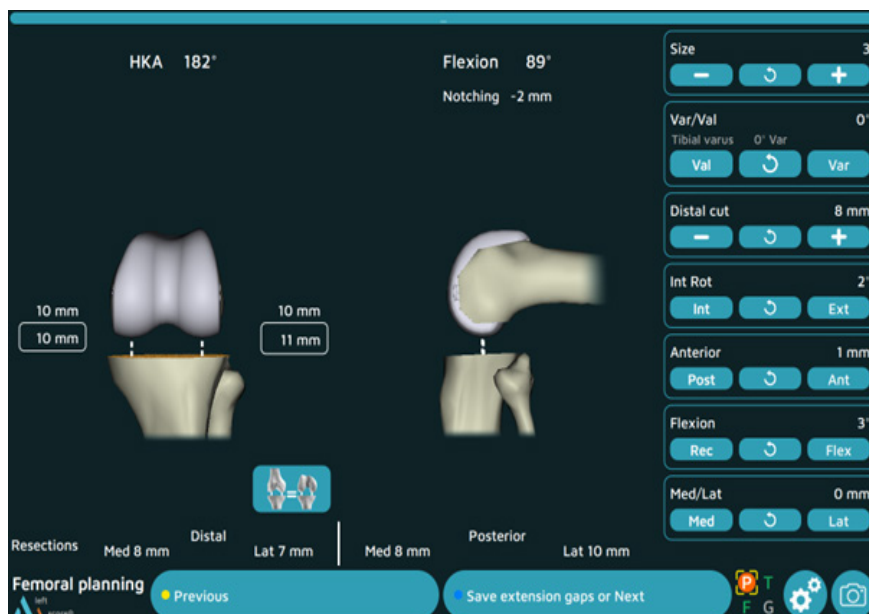 HKA 182°
Flexion 89°
Notching -2 mm
10 mm
10 mm
10 mm
11 mm
Size 3
Var/Val 0°
Tibial varus 0° Var
Val Var
Distal cut 8 mm
Int Rot 2°
Int Ext
Anterior 1 mm
Post Ant
Flexion 3°
Rec Flex
Med/Lat 0 mm
Med Lat
Resections
Distal
Med 8 mm Lat 7 mm
Posterior
Med 8 mm Lat 10 mm
Femoral planning
left
Previous
Save extension gaps or Next
P T
F G